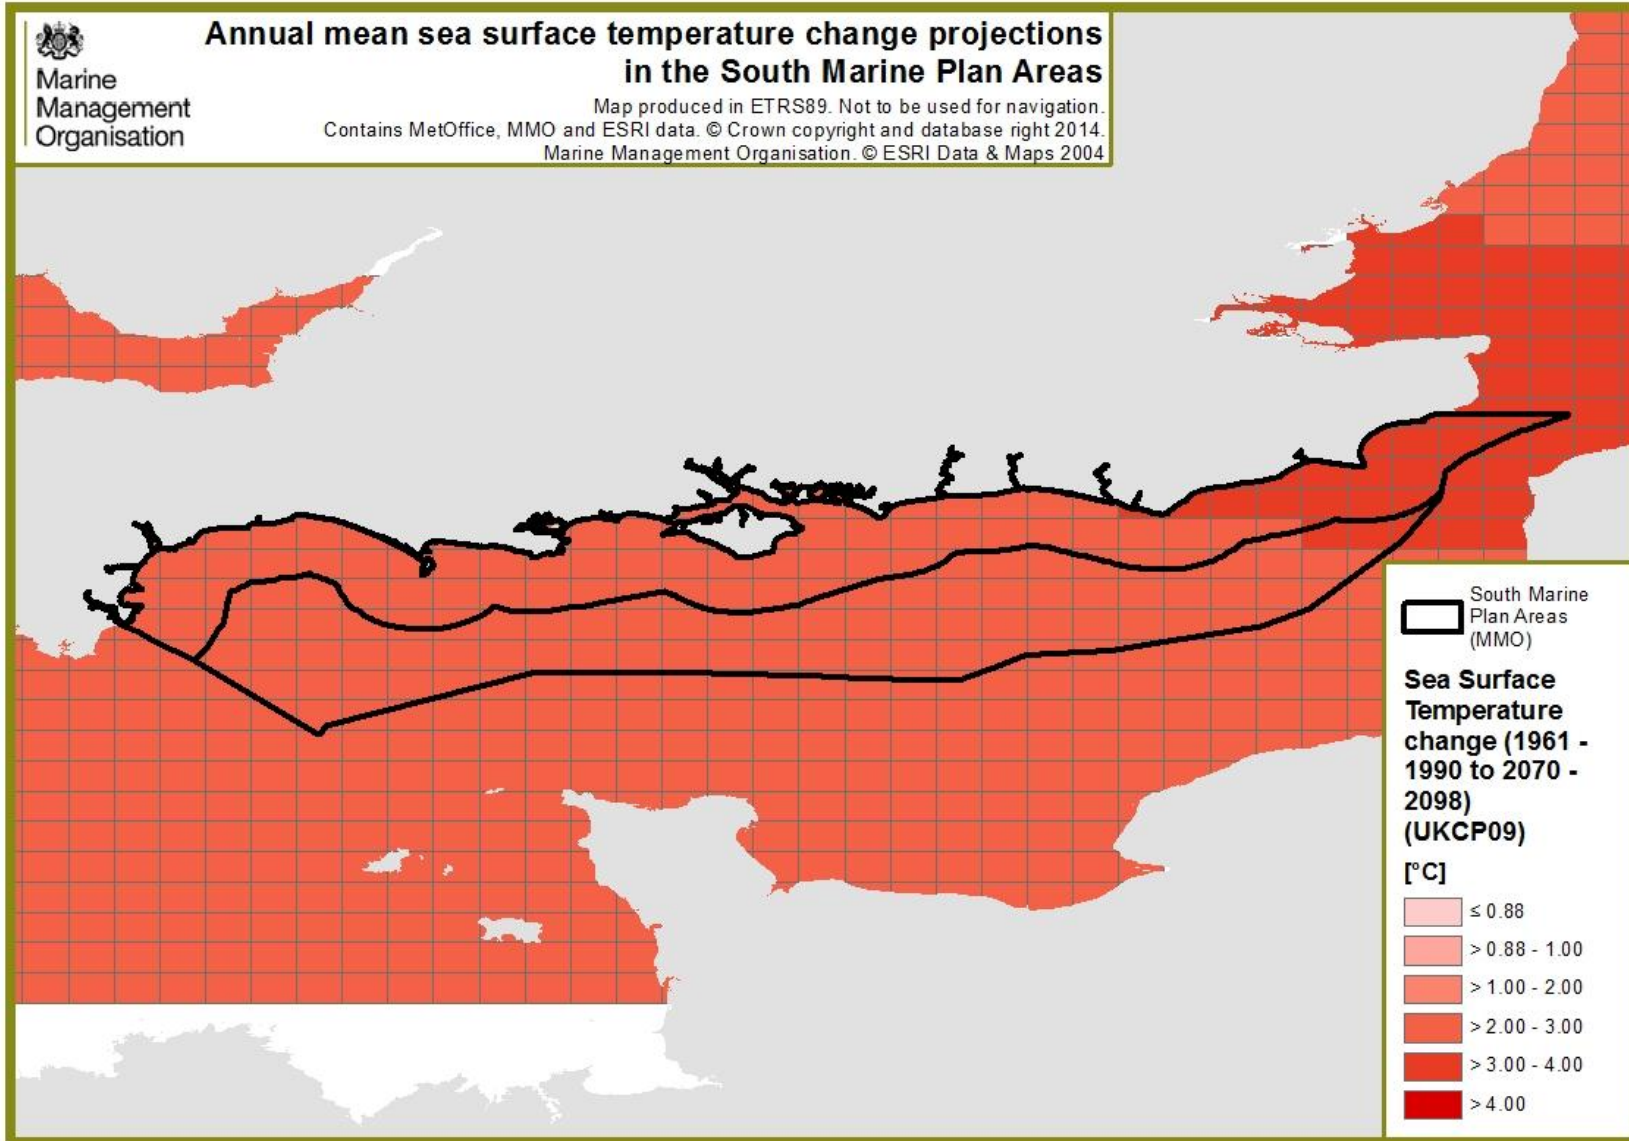 Marine
Management
Organisation
Annual mean sea surface temperature change projections
in the South Marine Plan Areas
Map produced in ETRS89. Not to be used for navigation.
Contains MetOffice, MMO and ESRI data. © Crown copyright and database right 2014.
Marine Management Organisation. © ESRI Data & Maps 2004
South Marine
Plan Areas
(MMO)
Sea Surface
Temperature
change (1961 -
1990 to 2070 -
2098)
(UKCP09)
[°C]
≤ 0.88
> 0.88 - 1.00
> 1.00 - 2.00
> 2.00 - 3.00
> 3.00 - 4.00
> 4.00